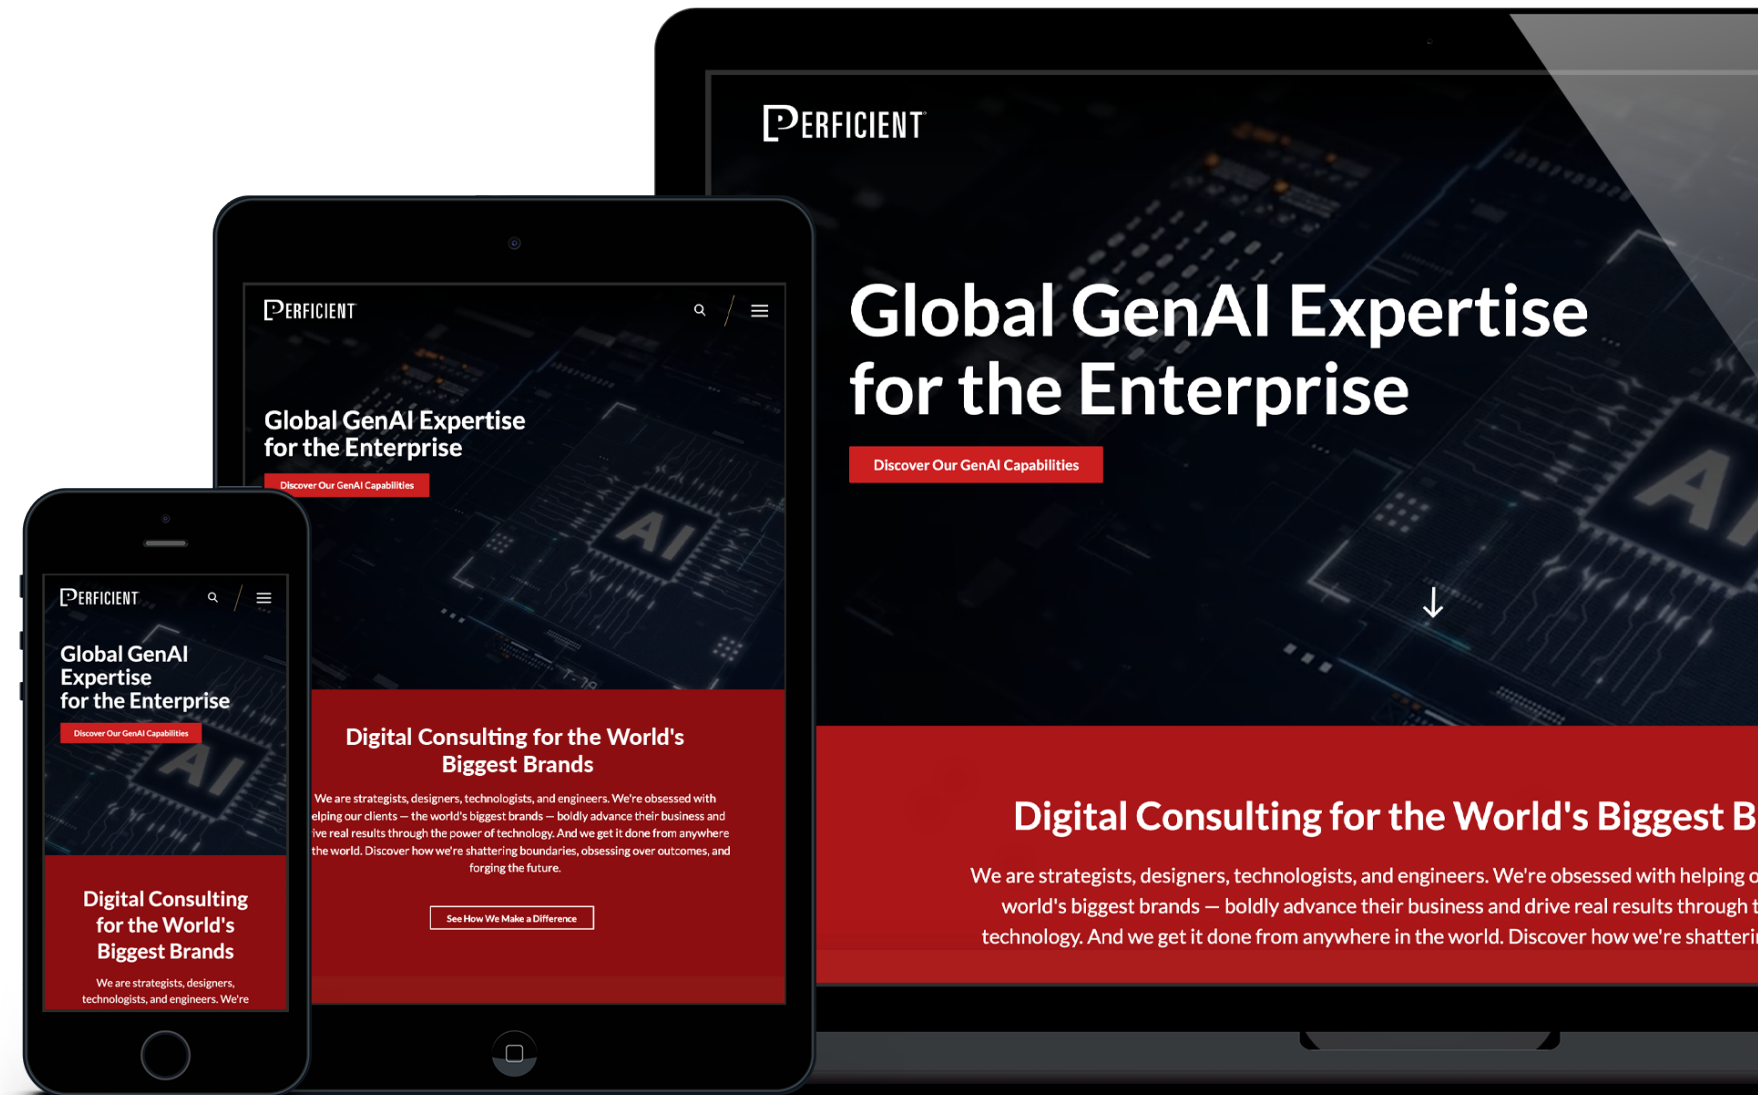 PERFICIENT
Global GenAI Expertise
for the Enterprise
Discover Our GenAI Capabilities
AI
Digital Consulting for the World's Biggest B
We are strategists, designers, technologists, and engineers. We're obsessed with helping
world's biggest brands — boldly advance their business and drive real results through
technology. And we get it done from anywhere in the world. Discover how we're
PERFICIENT
Global GenAI Expertise
for the Enterprise
Discover Our GenAI Capabilities
AI
Digital Consulting for the World's
Biggest Brands
We are strategists, designers, technologists, and engineers. We're obsessed with
elping our clients — the world's biggest brands — boldly advance their business and
ive real results through the power of technology. And we get it done from anywhere
the world. Discover how we're shattering boundaries, obsessing over outcomes, and
forging the future.
See How We Make a Difference
PERFICIENT
Global GenAI
Expertise
for the Enterprise
Discover Our GenAI Capabilities
AI
Digital Consulting
for the World's
Biggest Brands
We are strategists, designers,
technologists, and engineers. We're